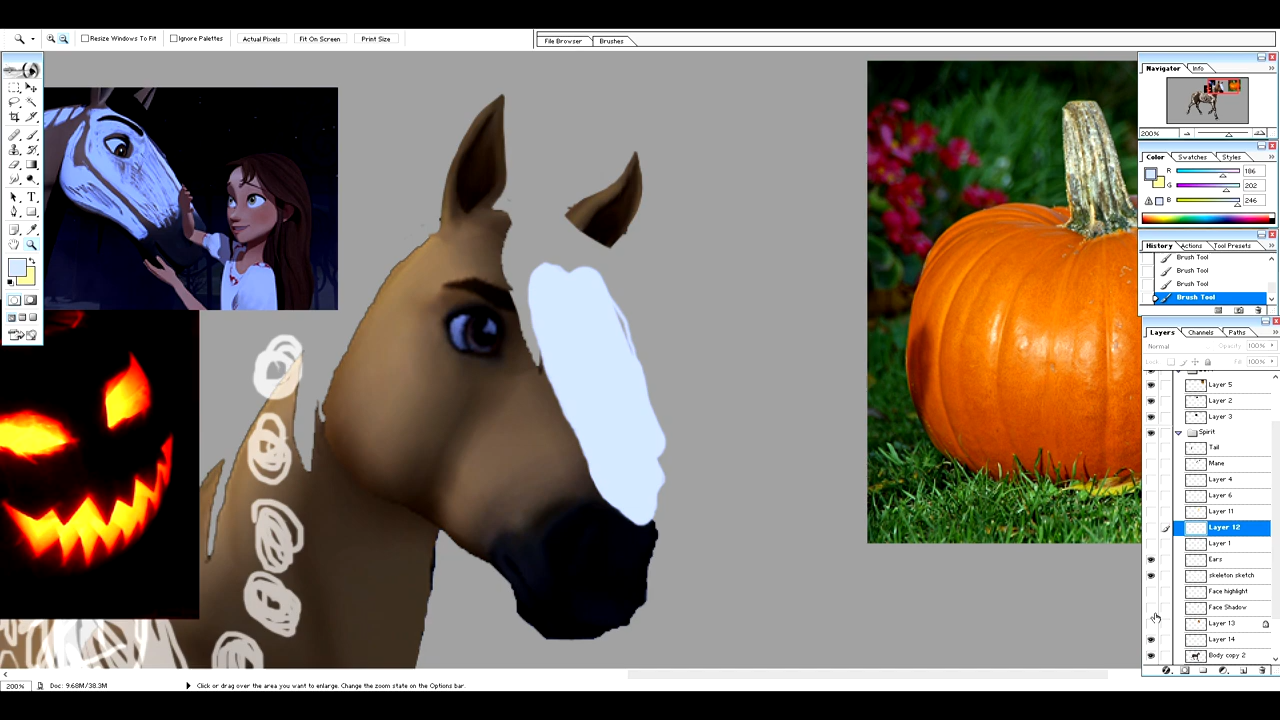 Resize Windows To Fit
Ignore Palettes
Actual Pixels
Fit On Screen
Print Size
File Browser
Brushes
Navigator
Info
200%
Color
Swatches
Styles
R
186
G
202
B
246
History
Actions
Tool Presets
Brush Tool
Brush Tool
Brush Tool
Brush Tool
Layers
Channels
Paths
Normal
Opacity: 100%
Lock:
Fill: 100%
Layer 5
Layer 2
Layer 3
Spirit
Tail
Mane
Layer 4
Layer 6
Layer 11
Layer 12
Layer 1
Ears
skeleton sketch
Face highlight
Face Shadow
Layer 13
Layer 14
Body copy 2
200%
Doc: 9.68M/38.3M
Click or drag over the area you want to enlarge. Change the zoom state on the Options bar.